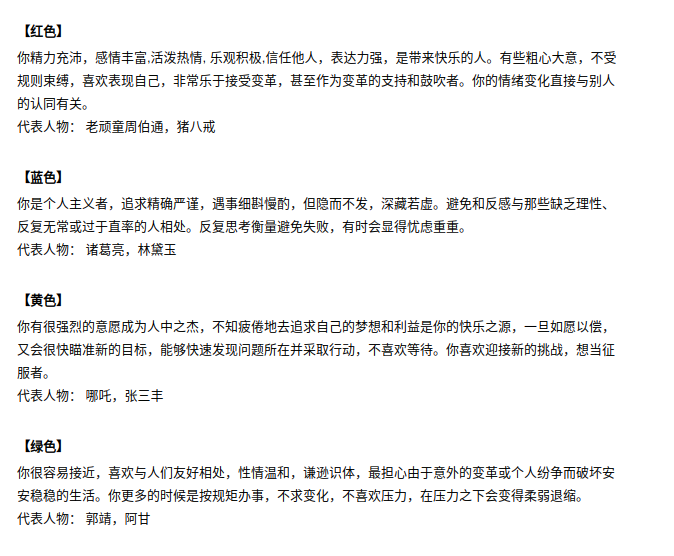 【红色】
你精力充沛，感情丰富,活泼热情, 乐观积极,信任他人，表达力强，是带来快乐的人。有些粗心大意，不受
规则束缚，喜欢表现自己，非常乐于接受变革，甚至作为变革的支持和鼓吹者。你的情绪变化直接与别人
的认同有关。
代表人物： 老顽童周伯通，猪八戒
【蓝色】
你是个人主义者，追求精确严谨，遇事细斟慢酌，但隐而不发，深藏若虚。避免和反感与那些缺乏理性、
反复无常或过于直率的人相处。反复思考衡量避免失败，有时会显得忧虑重重。
代表人物： 诸葛亮，林黛玉
【黄色】
你有很强烈的意愿成为人中之杰，不知疲倦地去追求自己的梦想和利益是你的快乐之源，一旦如愿以偿，
又会很快瞄准新的目标，能够快速发现问题所在并采取行动，不喜欢等待。你喜欢迎接新的挑战，想当征
服者。
代表人物： 哪吒，张三丰
【绿色】
你很容易接近，喜欢与人们友好相处，性情温和，谦逊识体，最担心由于意外的变革或个人纷争而破坏安
安稳稳的生活。你更多的时候是按规矩办事，不求变化，不喜欢压力，在压力之下会变得柔弱退缩。
代表人物： 郭靖，阿甘